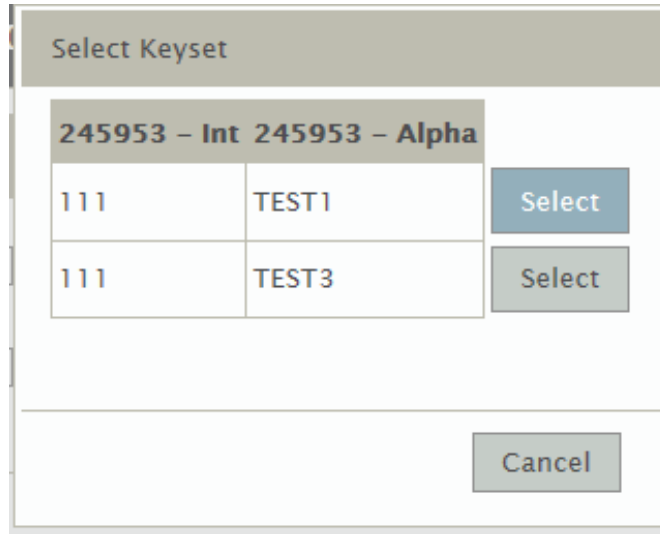 Select Keyset
245953 – Int 245953 – Alpha
111 TEST1 Select
111 TEST3 Select
Cancel